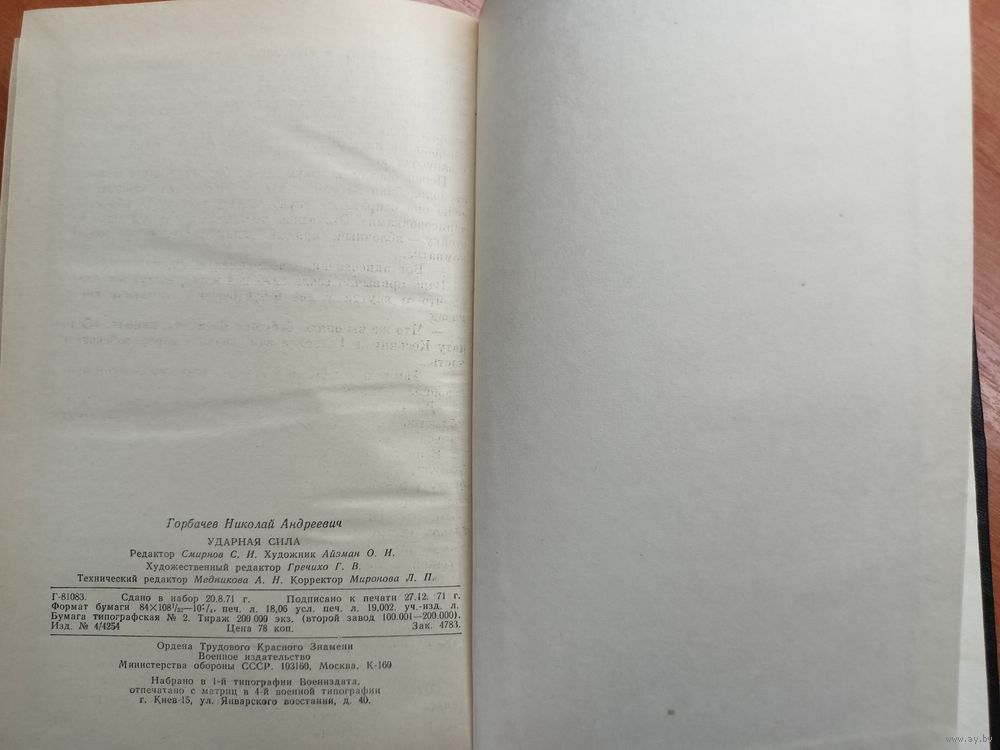 Горбачев Николай Андреевич
УДАРНАЯ СИЛА
Редактор Смирнов С. И. Художник Айзман О. И.
Художественный редактор Гречихо Г. В.
Технический редактор Медникова А. Н. Корректор Миронова Л. П.
Г-81083. Сдано в набор 20.8.71 г. Подписано к печати 27.12. 71 г.
Формат бумаги 84×108¹/₃₂ печ. л. 18,06 усл. печ. л. 19,002. уч.-изд. л.
Бумага типографская № 2. Тираж 200 000 экз. (второй завод 100.001—200.000).
Изд. № 4/4254 Цена 78 коп. Зак. 4783.
Ордена Трудового Красного Знамени
Военное издательство
Министерства обороны СССР. 103160, Москва, К-160
Набрано в 1-й типографии Воениздата,
отпечатано с матриц в 4-й военной типографии
г. Киев-15, ул. Январского восстания, д. 40.
www.ay.by